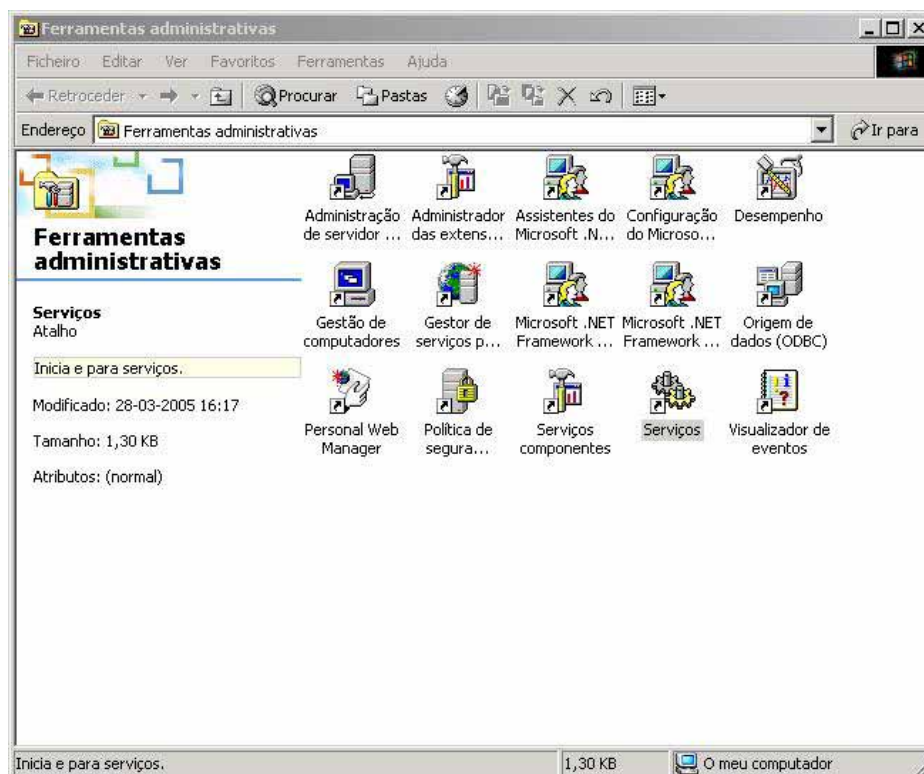 Ferramentas administrativas
Ficheiro Editar Ver Favoritos Ferramentas Ajuda
Retroceder Procurar Pastas
Endereço Ferramentas administrativas Ir para
Ferramentas
administrativas
Serviços
Atalho
Inicia e para serviços.
Modificado: 28-03-2005 16:17
Tamanho: 1,30 KB
Atributos: (normal)
Administração
de servidor ...
Administrador
das extens...
Assistentes do
Microsoft .N...
Configuração
do Microso...
Desempenho
Gestão de
computadores
Gestor de
serviços p...
Microsoft .NET
Framework ...
Microsoft .NET
Framework ...
Origem de
dados (ODBC)
Personal Web
Manager
Política de
segura...
Serviços
componentes
Serviços
Visualizador de
eventos
Inicia e para serviços. 1,30 KB O meu computador